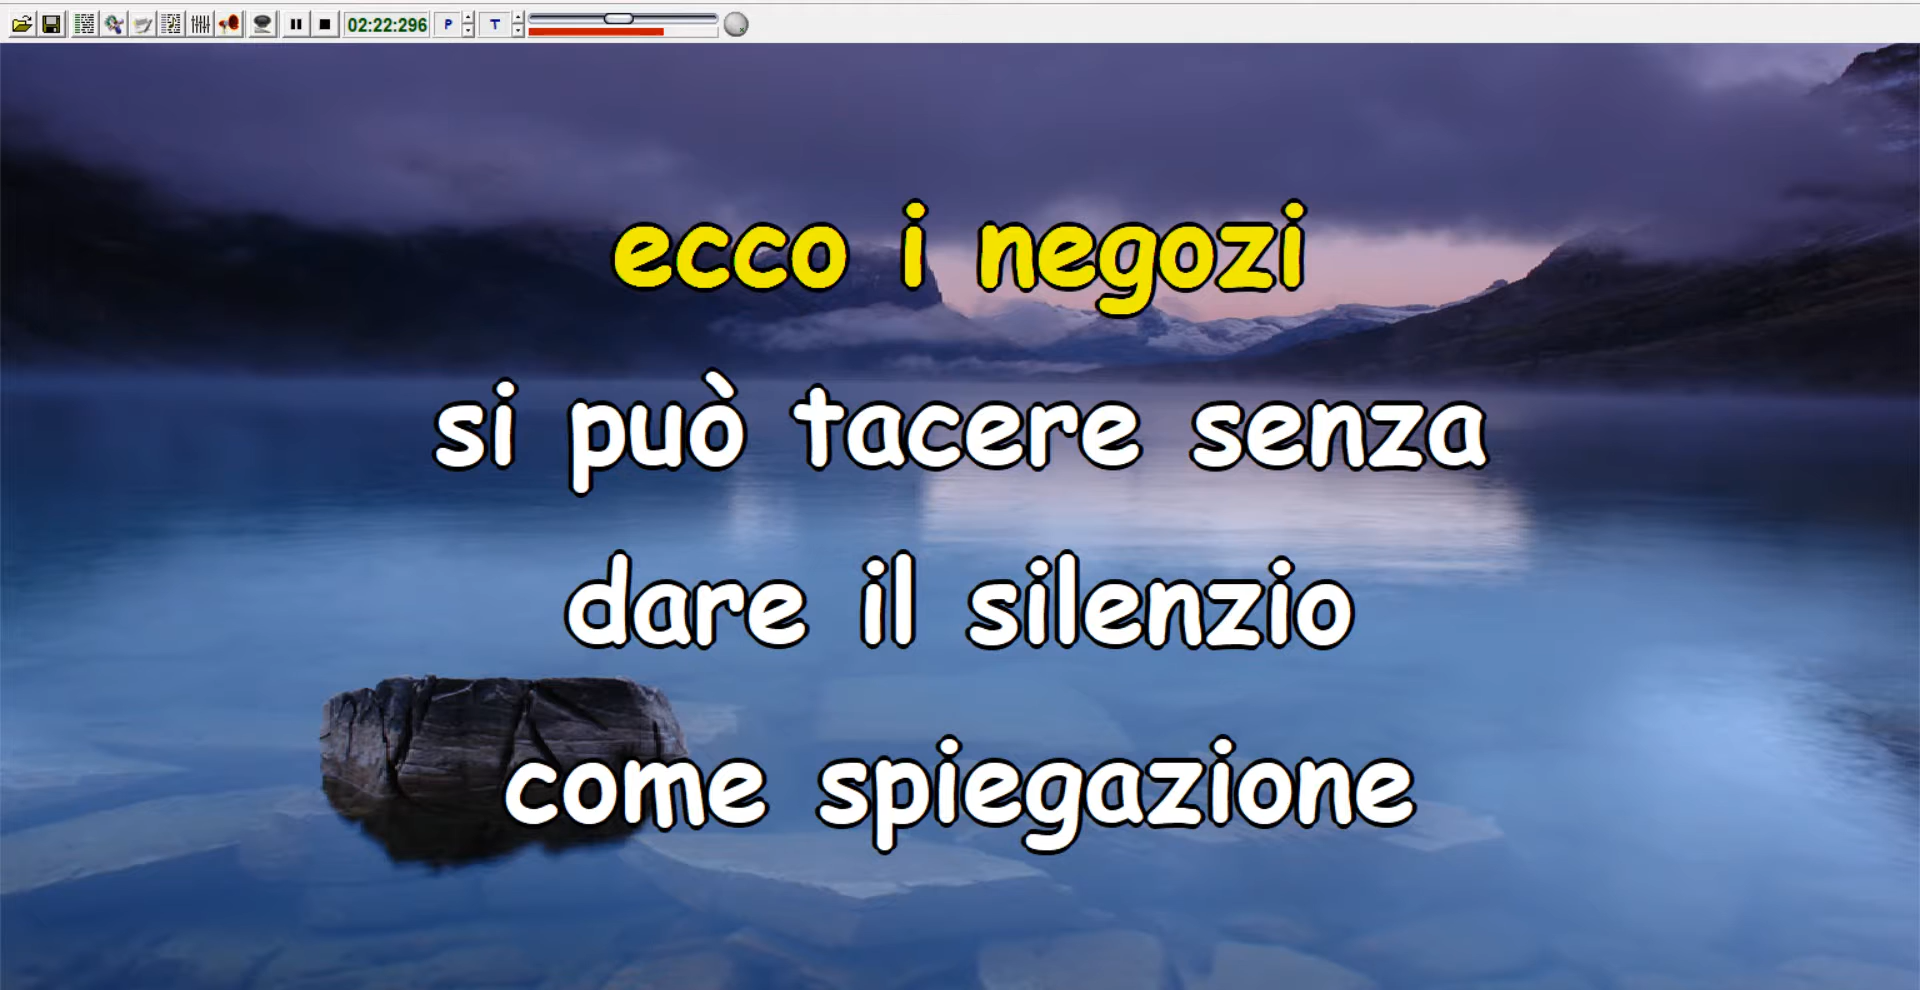 02:22:296 P T
ecco i negozi
si può tacere senza
dare il silenzio
come spiegazione